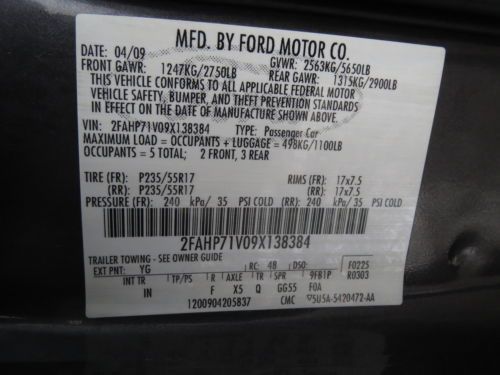 MFD. BY FORD MOTOR CO.
DATE: 04/09 GVWR: 2563KG/5650LB
FRONT GAWR: 1247KG/2750LB REAR GAWR: 1315KG/2900LB
THIS VEHICLE CONFORMS TO ALL APPLICABLE FEDERAL MOTOR
VEHICLE SAFETY, BUMPER, AND THEFT PREVENTION STANDARDS
IN EFFECT ON THE DATE OF MANUFACTURE SHOWN ABOVE.
VIN: 2FAHP71V09X138384 TYPE: Passenger Car
MAXIMUM LOAD = OCCUPANTS + LUGGAGE = 498KG/1100LB
OCCUPANTS = 5 TOTAL; 2 FRONT, 3 REAR
TIRE (FR): P235/55R17 RIMS (FR): 17x7.5
(RR): P235/55R17 (RR): 17x7.5
PRESSURE (FR): 240 kPa/ 35 PSI COLD (RR): 240 kPa/ 35 PSI COLD
2FAHP71V09X138384
TRAILER TOWING - SEE OWNER GUIDE
EXT PNT: YG RC: 48 DSO: F0225
INT TR TP/PS R AXLE TR SPR 9FB1P R0303
IN F X5 Q GG55 F0A
1200904205837 CMC 5U5A-5420472-AA